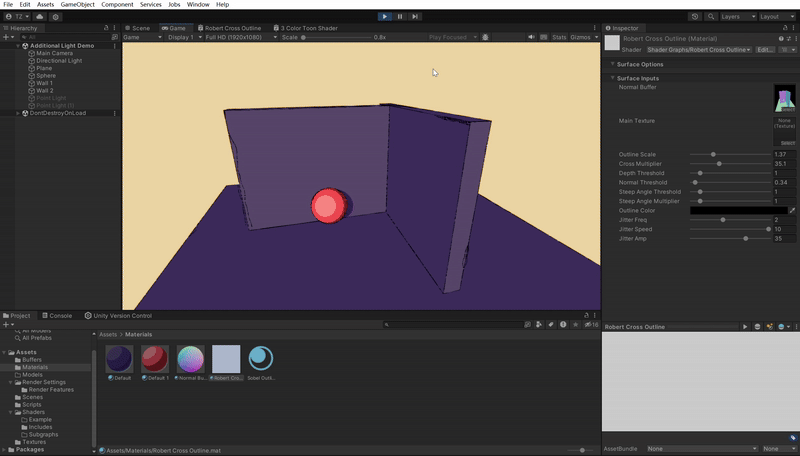 File Edit Assets GameObject Component Tutorial Services Jobs Window Help
TZ
Layers
Layout
Hierarchy
Scene
Game
Robert Cross Outline
3 Color Toon Shader
Inspector
All
Game
Display 1
Full HD (1920x1080)
Scale
0.8x
Play Focused
Stats
Gizmos
Additional Light Demo
Main Camera
Directional Light
Plane
Sphere
Wall 1
Wall 2
Point Light
Point Light (1)
DontDestroyOnLoad
Robert Cross Outline (Material)
Shader
Shader Graphs/Robert Cross Outline
Edit...
Surface Options
Surface Inputs
Normal Buffer
Select
Main Texture
None
(Texture)
Select
Outline Scale 1.37
Cross Multiplier 35.1
Depth Threshold 1
Normal Threshold 0.34
Steep Angle Threshold 1
Steep Angle Multiplier 1
Outline Color
Jitter Freq 2
Jitter Speed 10
Jitter Amp 35
Project
Console
Unity Version Control
16
All Models
All Prefabs
Assets
Buffers
Materials
Models
Render Settings
Render Features
Scenes
Scripts
Shaders
Example
Includes
Subgraphs
Textures
Packages
Assets > Materials
Default
Default 1
Normal Bu...
Robert Cro...
Sobel Outli...
Assets/Materials/Robert Cross Outline.mat
Robert Cross Outline
AssetBundle
None
None